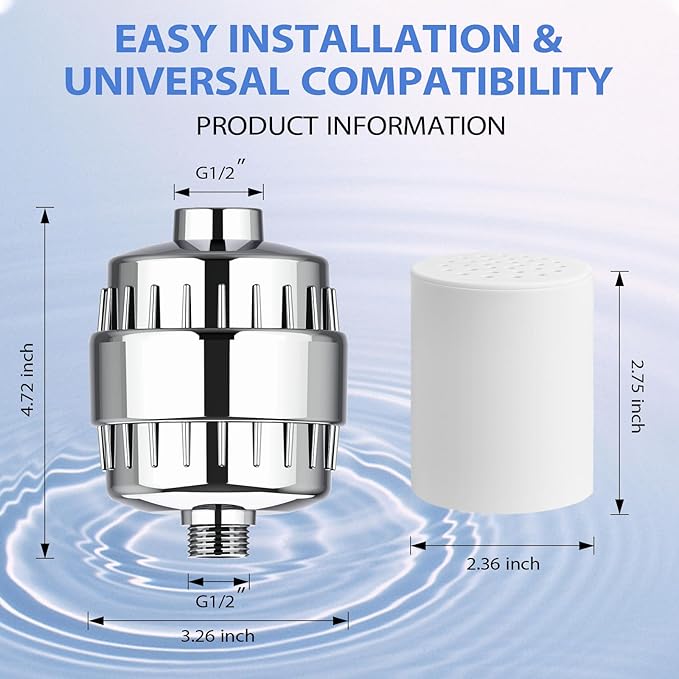 EASY INSTALLATION &
UNIVERSAL COMPATIBILITY
PRODUCT INFORMATION
G1/2″
4.72 inch
2.75 inch
2.36 inch
G1/2″
3.26 inch